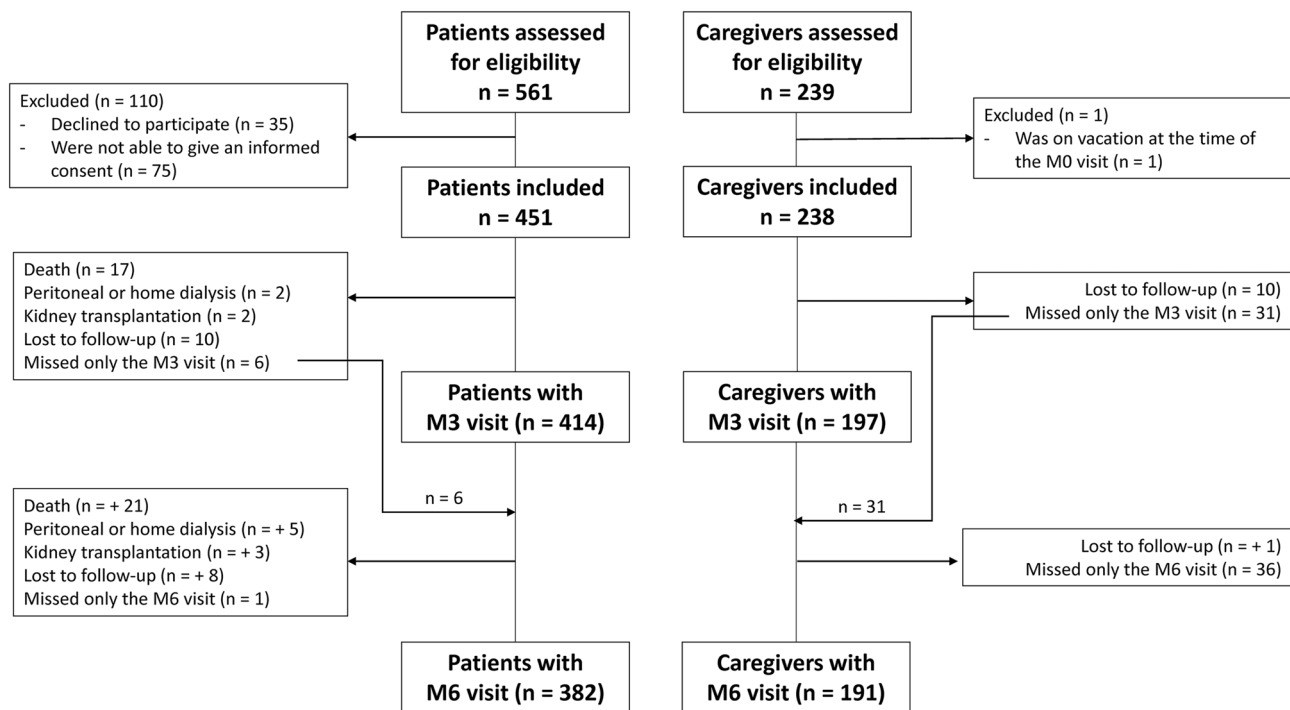 Patients assessed
for eligibility
n = 561
Caregivers assessed
for eligibility
n = 239
Excluded (n = 110)
- Declined to participate (n = 35)
- Were not able to give an informed
consent (n = 75)
Excluded (n = 1)
- Was on vacation at the time of
the M0 visit (n = 1)
Patients included
n = 451
Caregivers included
n = 238
Death (n = 17)
Peritoneal or home dialysis (n = 2)
Kidney transplantation (n = 2)
Lost to follow-up (n = 10)
Missed only the M3 visit (n = 6)
Lost to follow-up (n = 10)
Missed only the M3 visit (n = 31)
Patients with
M3 visit (n = 414)
Caregivers with
M3 visit (n = 197)
n = 6
n = 31
Death (n = + 21)
Peritoneal or home dialysis (n = + 5)
Kidney transplantation (n = + 3)
Lost to follow-up (n = + 8)
Missed only the M6 visit (n = 1)
Lost to follow-up (n = + 1)
Missed only the M6 visit (n = 36)
Patients with
M6 visit (n = 382)
Caregivers with
M6 visit (n = 191)